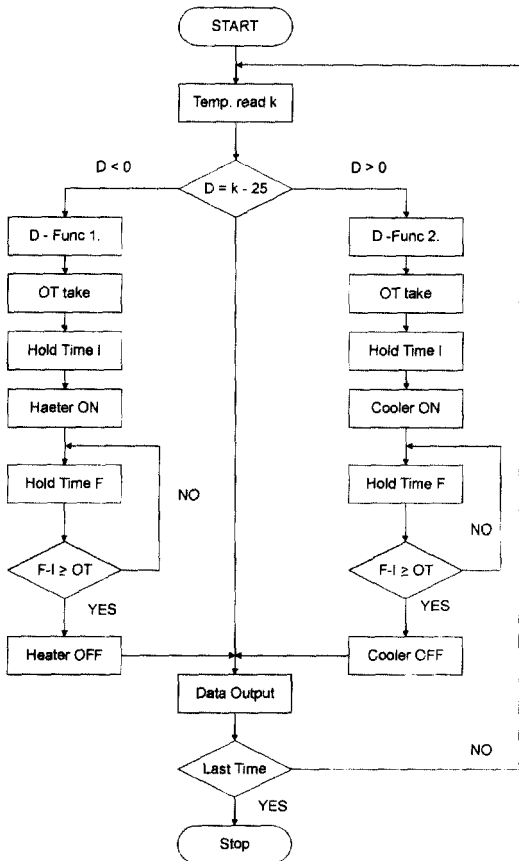 START
Temp. read k
D < 0
D = k - 25
D > 0
D - Func 1.
OT take
Hold Time I
Haeter ON
Hold Time F
NO
F-I ≥ OT
YES
Heater OFF
D -Func 2.
OT take
Hold Time I
Cooler ON
Hold Time F
NO
F-I ≥ OT
YES
Cooler OFF
Data Output
Last Time
NO
YES
Stop